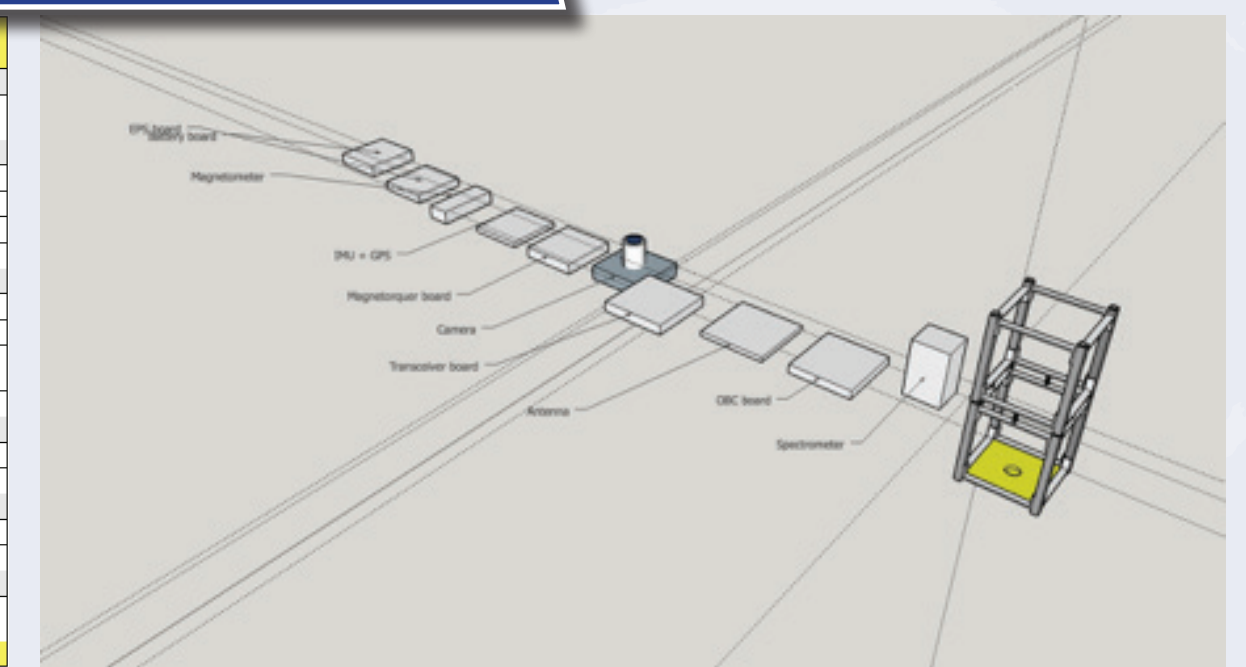 EPS board
Battery board
Magnetometer
IMU + GPS
Magnetorquer board
Camera
Transceiver board
Antenna
OBC board
Spectrometer